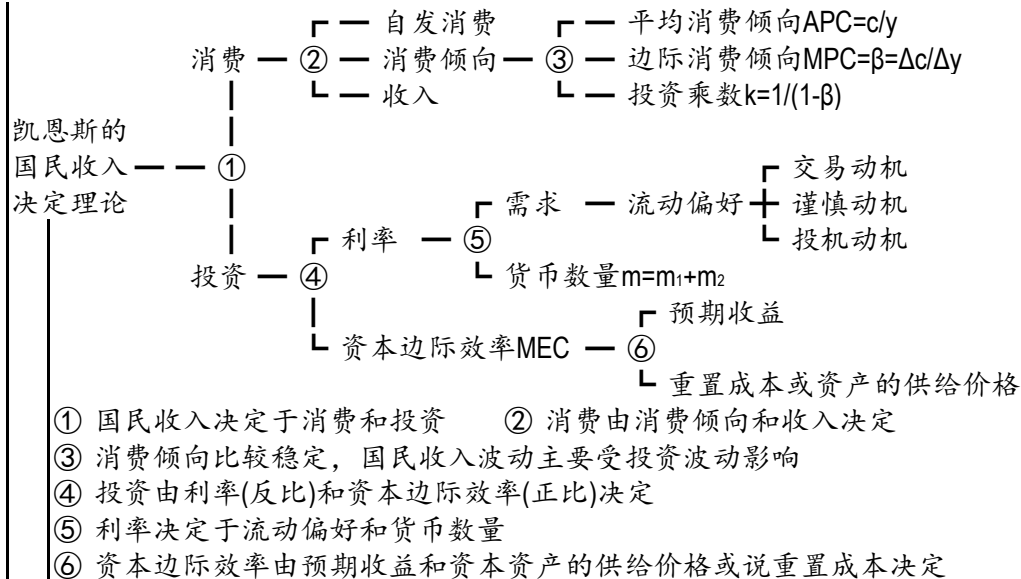 自发消费 平均消费倾向APC=c/y
消费 ② 消费倾向 ③ 边际消费倾向MPC=β=Δc/Δy
收入 投资乘数k=1/(1-β)
凯恩斯的
国民收入 ① 交易动机
决定理论 需求 流动偏好 谨慎动机
利率 ⑤ 投机动机
投资 ④ 货币数量m=m₁+m₂
预期收益
资本边际效率MEC ⑥
重置成本或资产的供给价格
① 国民收入决定于消费和投资 ② 消费由消费倾向和收入决定
③ 消费倾向比较稳定，国民收入波动主要受投资波动影响
④ 投资由利率(反比)和资本边际效率(正比)决定
⑤ 利率决定于流动偏好和货币数量
⑥ 资本边际效率由预期收益和资本资产的供给价格或说重置成本决定